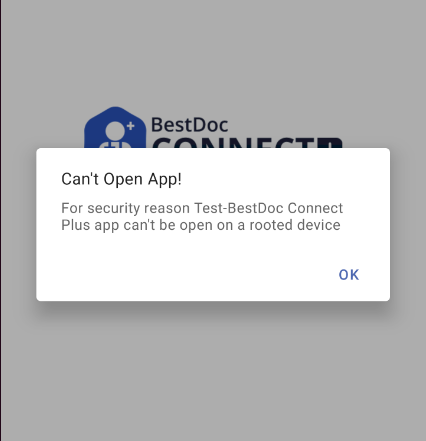 BestDoc
CONNECT
Can't Open App!
For security reason Test-BestDoc Connect
Plus app can't be open on a rooted device
OK